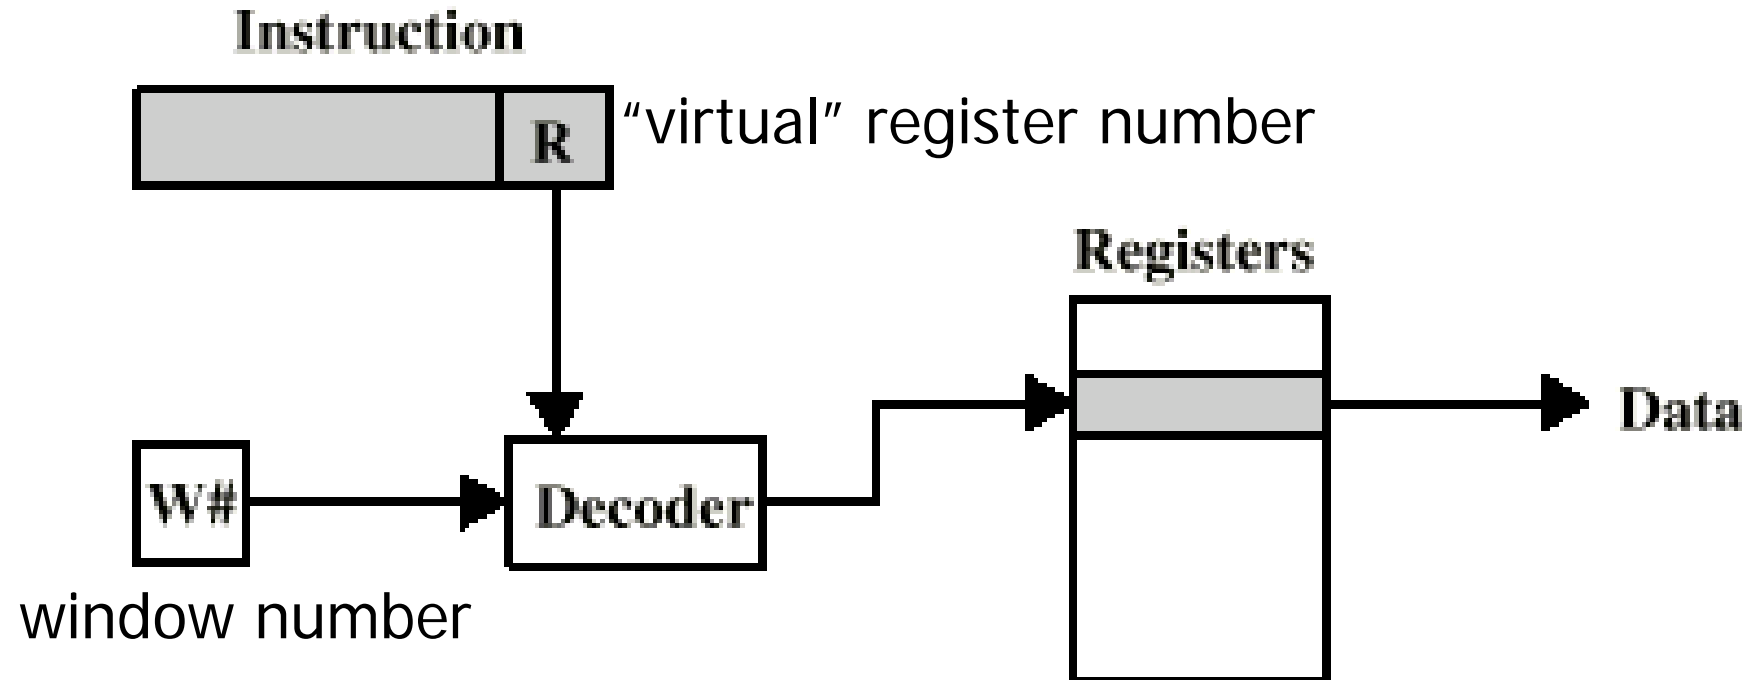 Instruction
R
“virtual” register number
Registers
Data
W#
Decoder
window number